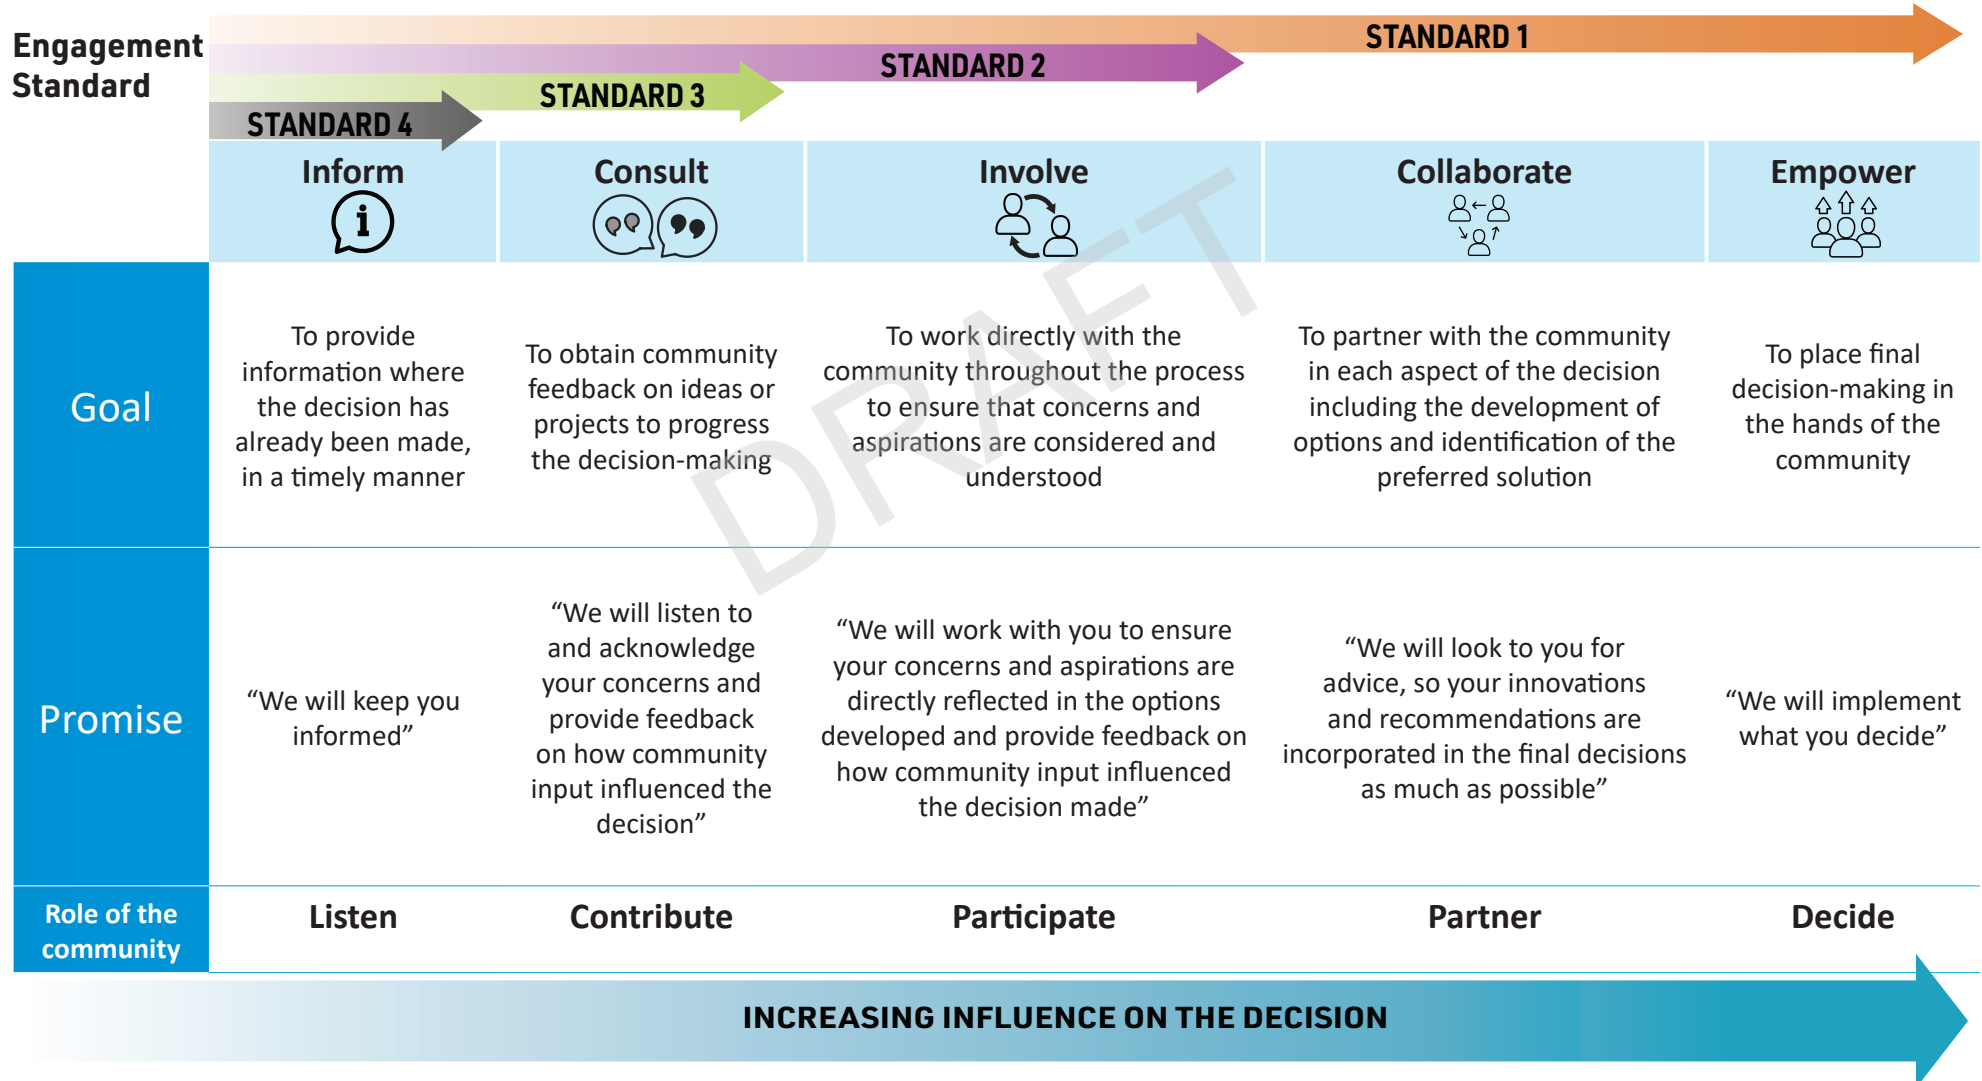 Engagement
Standard
STANDARD 1
STANDARD 2
STANDARD 3
STANDARD 4
Inform
i
Consult
Involve
Collaborate
Empower
Goal
To provide
information where
the decision has
already been made,
in a timely manner
To obtain community
feedback on ideas or
projects to progress
the decision-making
To work directly with the
community throughout the process
to ensure that concerns and
aspirations are considered and
understood
To partner with the community
in each aspect of the decision
including the development of
options and identification of the
preferred solution
To place final
decision-making in
the hands of the
community
DRAFT
Promise
“We will keep you
informed”
“We will listen to
and acknowledge
your concerns and
provide feedback
on how community
input influenced the
decision”
“We will work with you to ensure
your concerns and aspirations are
directly reflected in the options
developed and provide feedback on
how community input influenced
the decision made”
“We will look to you for
advice, so your innovations
and recommendations are
incorporated in the final decisions
as much as possible”
“We will implement
what you decide”
Role of the
community
Listen
Contribute
Participate
Partner
Decide
INCREASING INFLUENCE ON THE DECISION